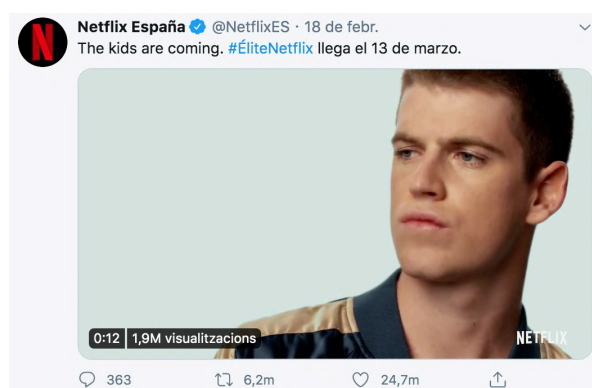 Netflix España @NetflixES · 18 de febr.
The kids are coming. #ÉliteNetflix llega el 13 de marzo.
0:12 1,9M visualitzacions
NETFLIX
363 6,2m 24,7m